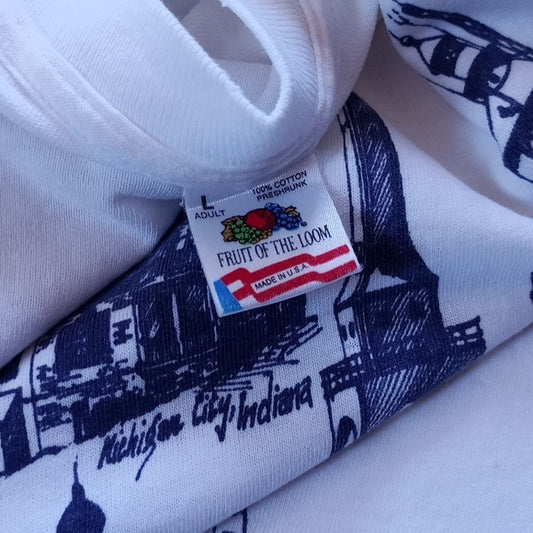 L
ADULT
100% COTTON
PRESHRUNK
FRUIT OF THE LOOM
MADE IN U.S.A.
Michigan City, Indiana